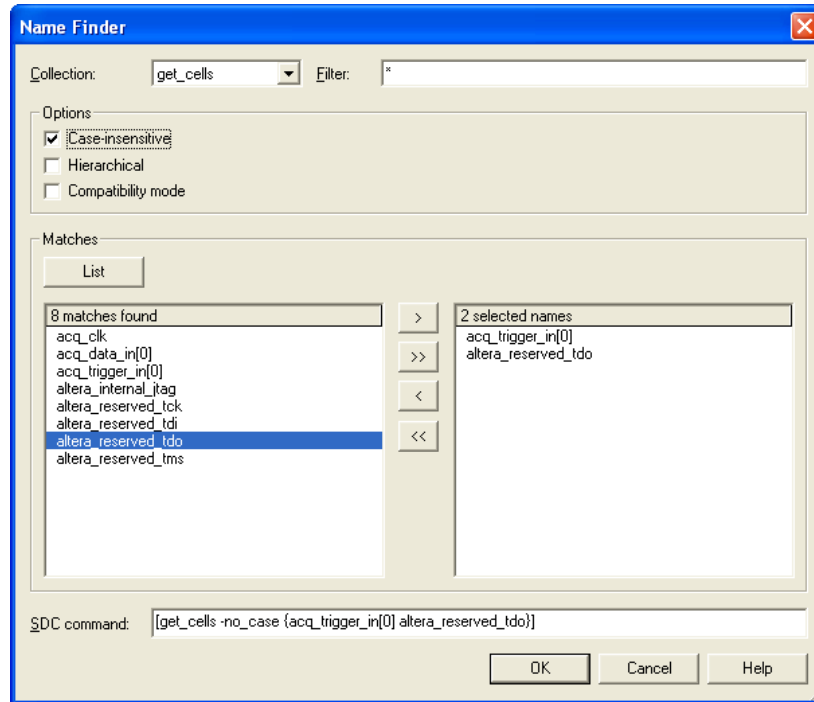 Name Finder
Collection: get_cells Filter: *
Options
Case-insensitive
Hierarchical
Compatibility mode
Matches
List
8 matches found
acq_clk
acq_data_in[0]
acq_trigger_in[0]
altera_internal_jtag
altera_reserved_tck
altera_reserved_tdi
altera_reserved_tdo
altera_reserved_tms
>
>>
<
<<
2 selected names
acq_trigger_in[0]
altera_reserved_tdo
SDC command: [get_cells -no_case {acq_trigger_in[0] altera_reserved_tdo}]
OK Cancel Help